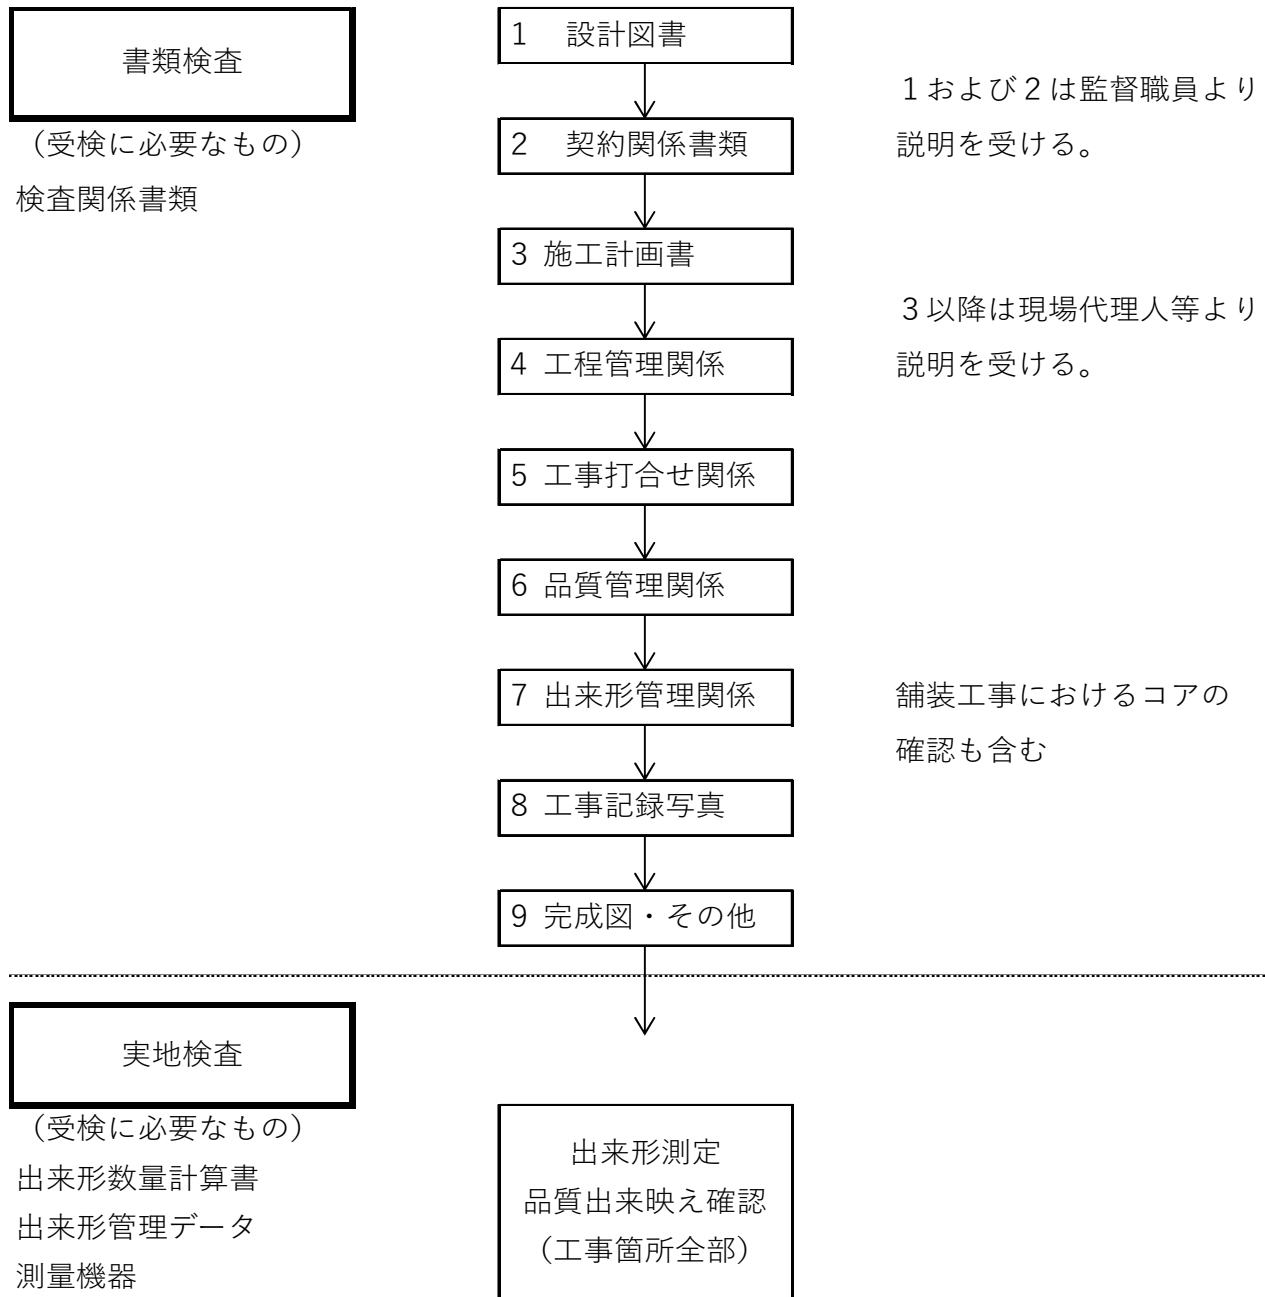 書類検査
（受検に必要なもの）
検査関係書類
1　設計図書
2　契約関係書類
１および２は監督職員より
説明を受ける。
3 施工計画書
4 工程管理関係
３以降は現場代理人等より
説明を受ける。
5 工事打合せ関係
6 品質管理関係
7 出来形管理関係
舗装工事におけるコアの
確認も含む
8 工事記録写真
9 完成図・その他
実地検査
（受検に必要なもの）
出来形数量計算書
出来形管理データ
測量機器
出来形測定
品質出来映え確認
（工事箇所全部）